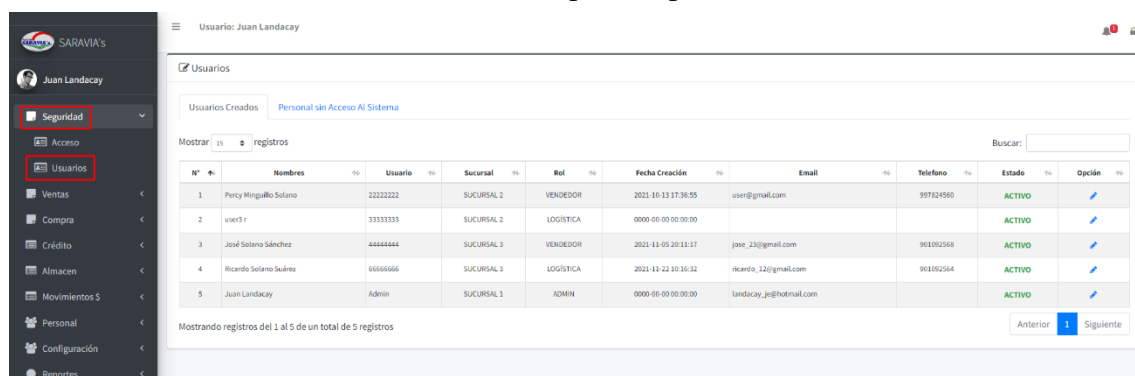 SARAVIA's
Juan Landacay
Seguridad
Acceso
Usuarios
Ventas
Compra
Crédito
Almacen
Movimientos $
Personal
Configuración
Reportes
Usuario: Juan Landacay
Usuarios
Usuarios Creados Personal sin Acceso Al Sistema
Mostrar 15 registros Buscar:
N° Nombres Usuario Sucursal Rol Fecha Creación Email Telefono Estado Opción
1 Percy Minguillo Solano 22222222 SUCURSAL 2 VENDEDOR 2021-10-13 17:36:55 user@gmail.com 997824560 ACTIVO
2 user3 r 33333333 SUCURSAL 2 LOGÍSTICA 0000-00-00 00:00:00 ACTIVO
3 José Solano Sánchez 44444444 SUCURSAL 3 VENDEDOR 2021-11-05 20:11:17 jose_23@gmail.com 901092568 ACTIVO
4 Ricardo Solano Suárez 66666666 SUCURSAL 3 LOGÍSTICA 2021-11-22 10:16:32 ricardo_12@gmail.com 901092564 ACTIVO
5 Juan Landacay Admin SUCURSAL 1 ADMIN 0000-00-00 00:00:00 landacay_je@hotmail.com ACTIVO
Mostrando registros del 1 al 5 de un total de 5 registros
Anterior 1 Siguiente